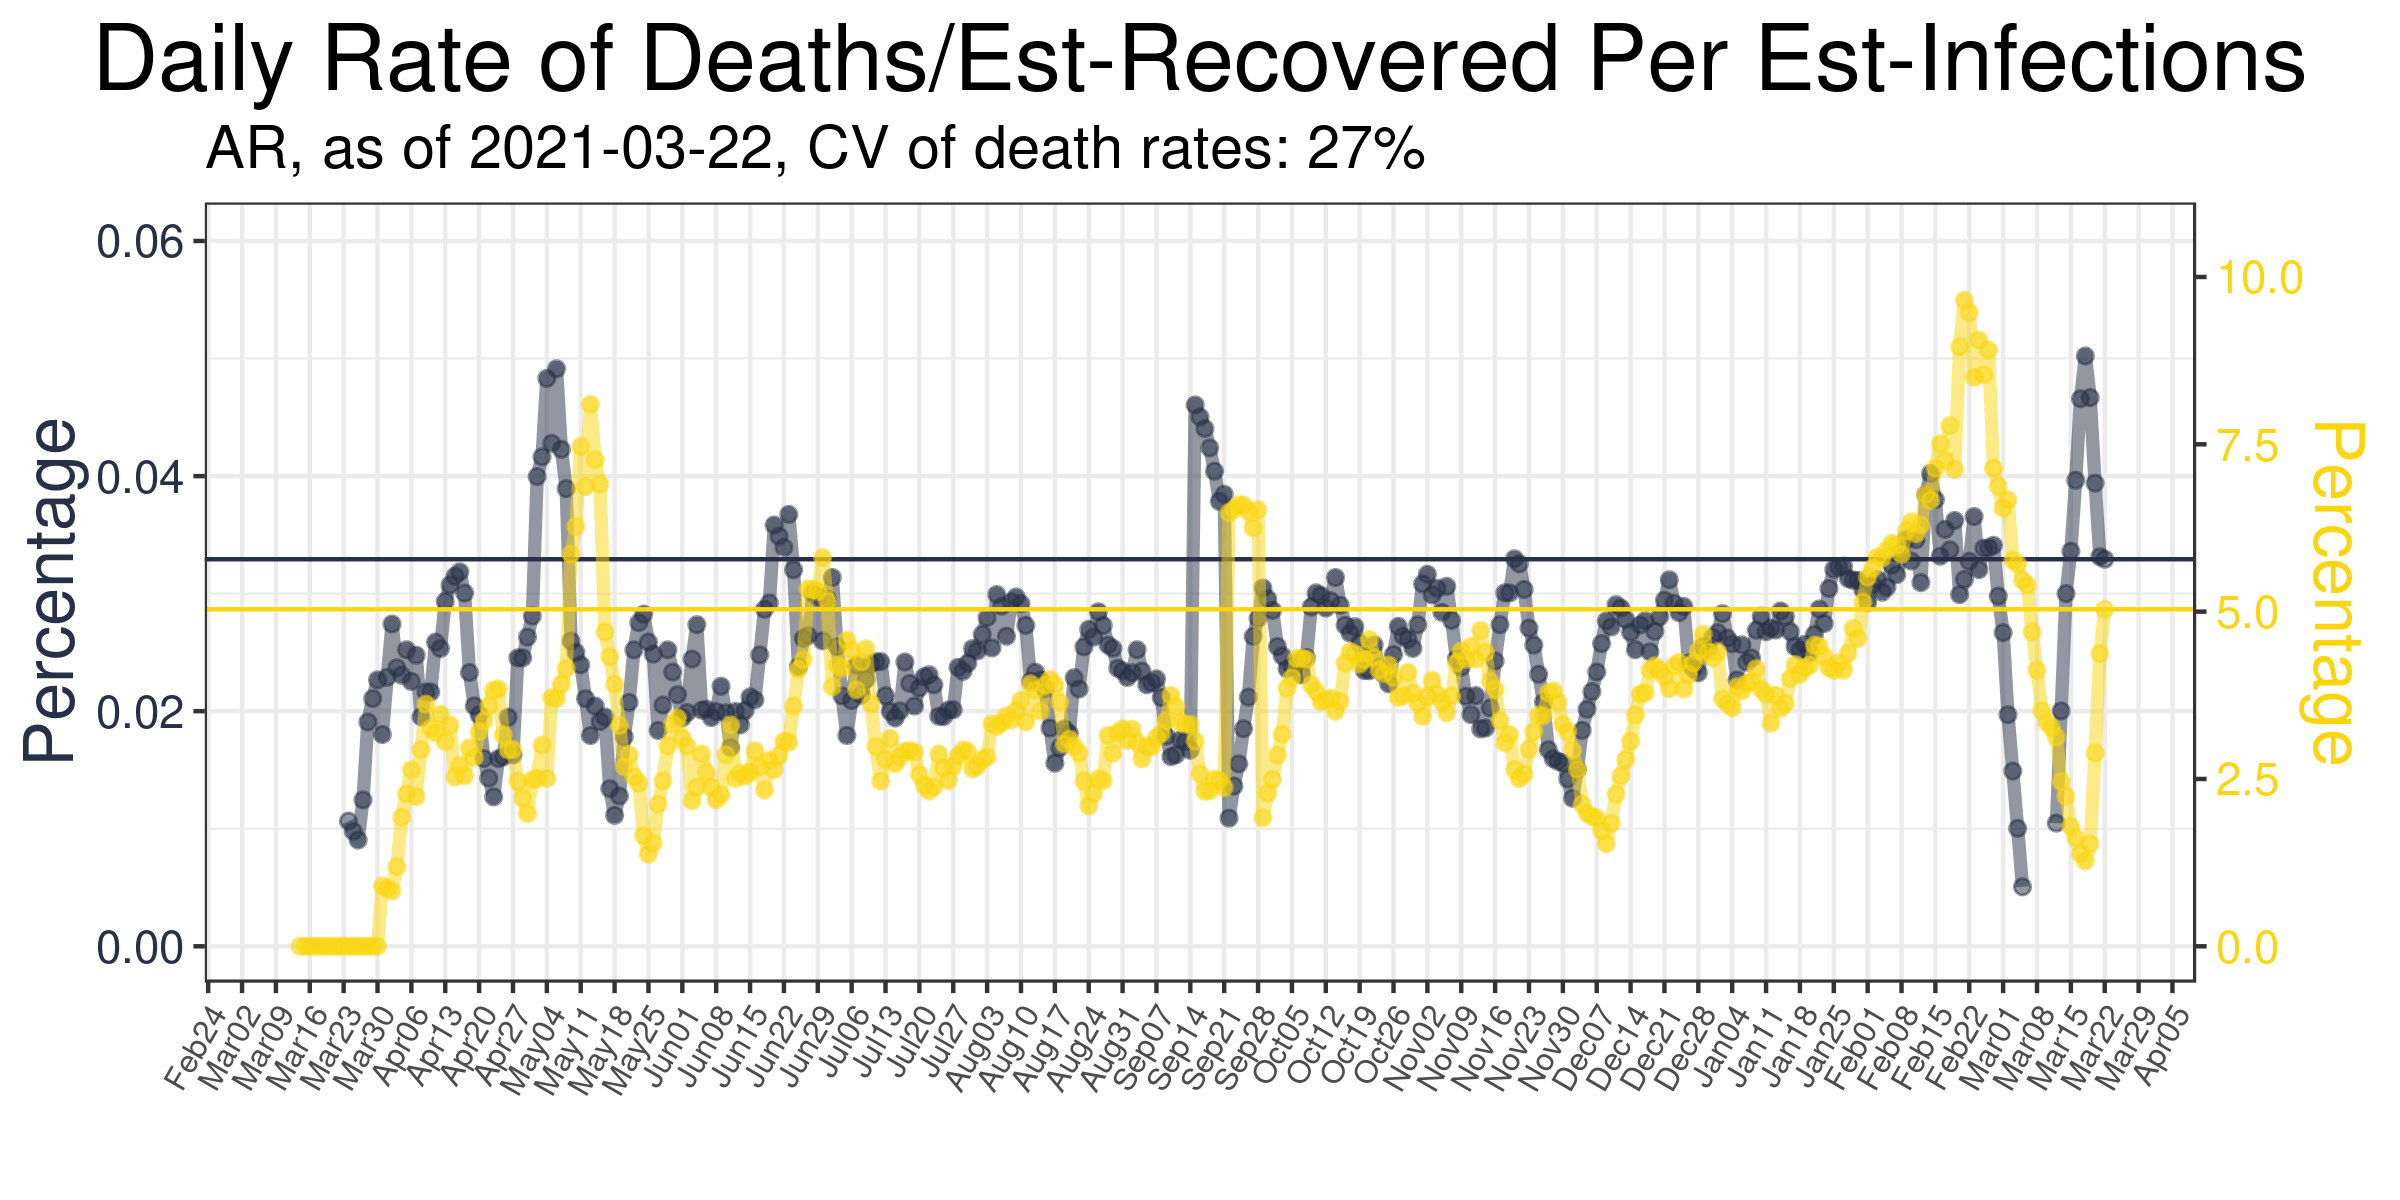 Daily Rate of Deaths/Est-Recovered Per Est-Infections
AR, as of 2021-03-22, CV of death rates: 27%
Percentage
0.06
0.04
0.02
0.00
10.0
7.5
5.0
2.5
0.0
Percentage
Feb24
Mar02
Mar09
Mar16
Mar23
Mar30
Apr06
Apr13
Apr20
Apr27
May04
May11
May18
May25
Jun01
Jun08
Jun15
Jun22
Jun29
Jul06
Jul13
Jul20
Jul27
Aug03
Aug10
Aug17
Aug24
Aug31
Sep07
Sep14
Sep21
Sep28
Oct05
Oct12
Oct19
Oct26
Nov02
Nov09
Nov16
Nov23
Nov30
Dec07
Dec14
Dec21
Dec28
Jan04
Jan11
Jan18
Jan25
Feb01
Feb08
Feb15
Feb22
Mar01
Mar08
Mar15
Mar22
Mar29
Apr05